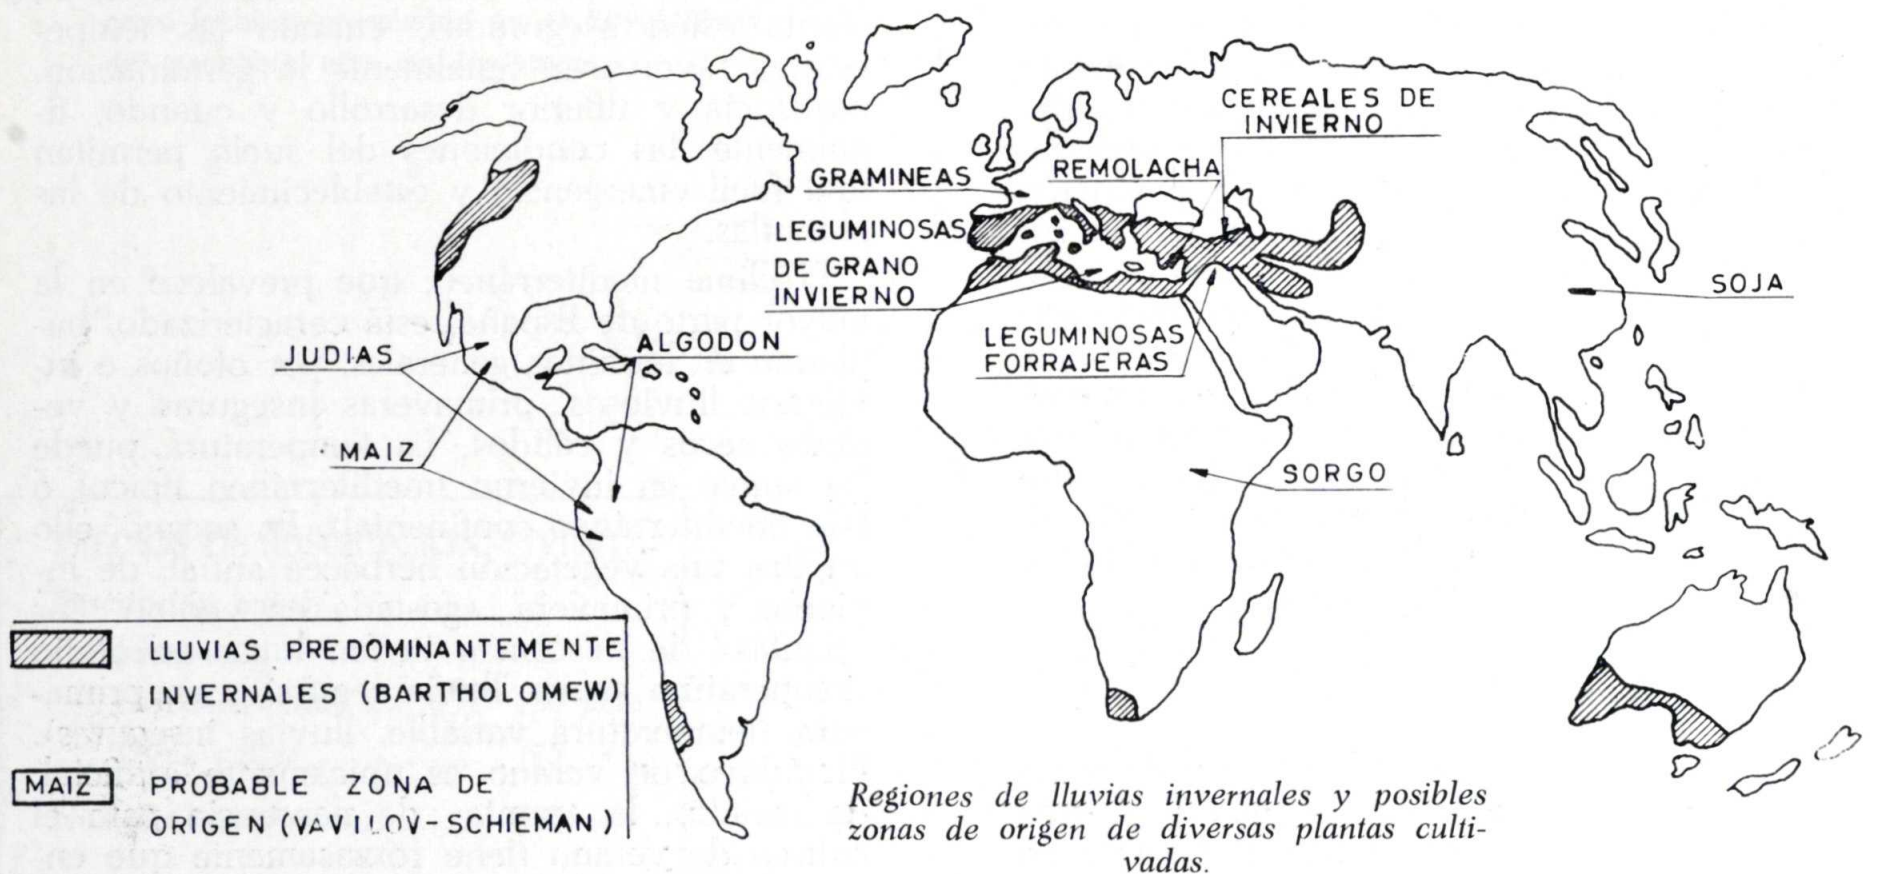 CEREALES DE
INVIERNO
GRAMINEAS
REMOLACHA
LEGUMINOSAS
DE GRANO
INVIERNO
SOJA
JUDIAS
ALGODON
LEGUMINOSAS
FORRAJERAS
MAIZ
SORGO
LLUVIAS PREDOMINANTEMENTE
INVERNALES (BARTHOLOMEW)
MAIZ PROBABLE ZONA DE
ORIGEN (VAVILOV-SCHIEMAN)
Regiones de lluvias invernales y posibles
zonas de origen de diversas plantas culti-
vadas.